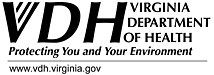 VDH VIRGINIA
DEPARTMENT
OF HEALTH
Protecting You and Your Environment
www.vdh.virginia.gov